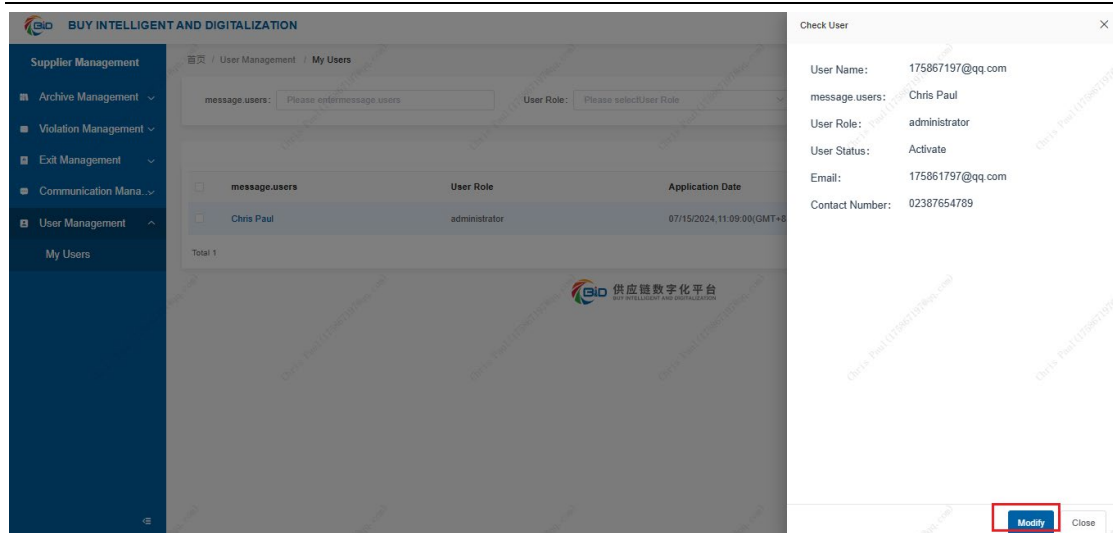 BiD BUY INTELLIGENT AND DIGITALIZATION
Supplier Management
Archive Management
Violation Management
Exit Management
Communication Mana..
User Management
My Users
首页 / User Management / My Users
message.users: Please entermessage.users User Role: Please selectUser Role
message.users User Role Application Date
Chris Paul administrator 07/15/2024,11:09:00(GMT+8
Total 1
BiD 供应链数字化平台
BUY INTELLIGENT AND DIGITALIZATION
Check User
User Name: 175867197@qq.com
message.users: Chris Paul
User Role: administrator
User Status: Activate
Email: 175861797@qq.com
Contact Number: 02387654789
Modify Close